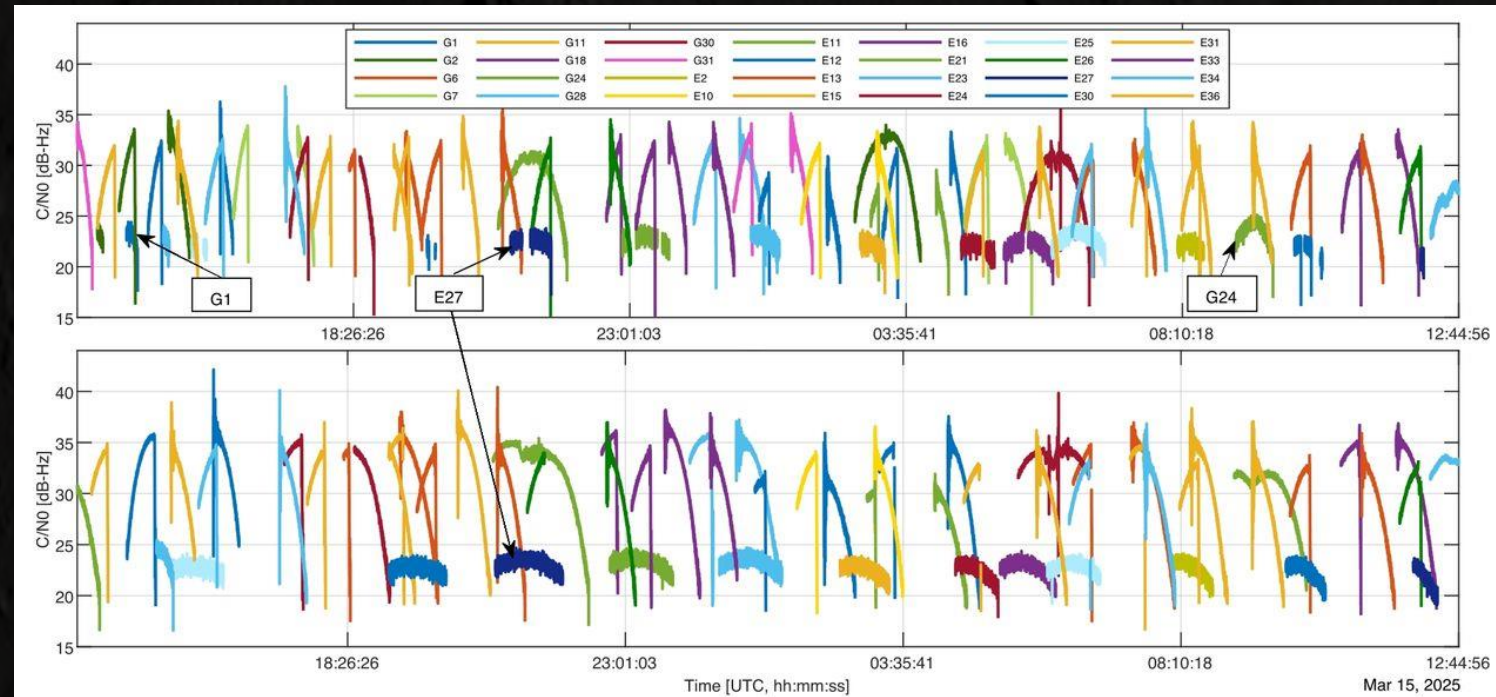 G1 G11 G30 E11 E16 E25 E31
G2 G18 G31 E12 E21 E26 E33
G6 G24 E2 E13 E23 E27 E34
G7 G28 E10 E15 E24 E30 E36
C/N0 [dB-Hz]
40
35
30
25
20
15
G1
E27
G24
18:26:26 23:01:03 03:35:41 08:10:18 12:44:56
C/N0 [dB-Hz]
40
35
30
25
20
15
18:26:26 23:01:03 03:35:41 08:10:18 12:44:56
Time [UTC, hh:mm:ss]
Mar 15, 2025